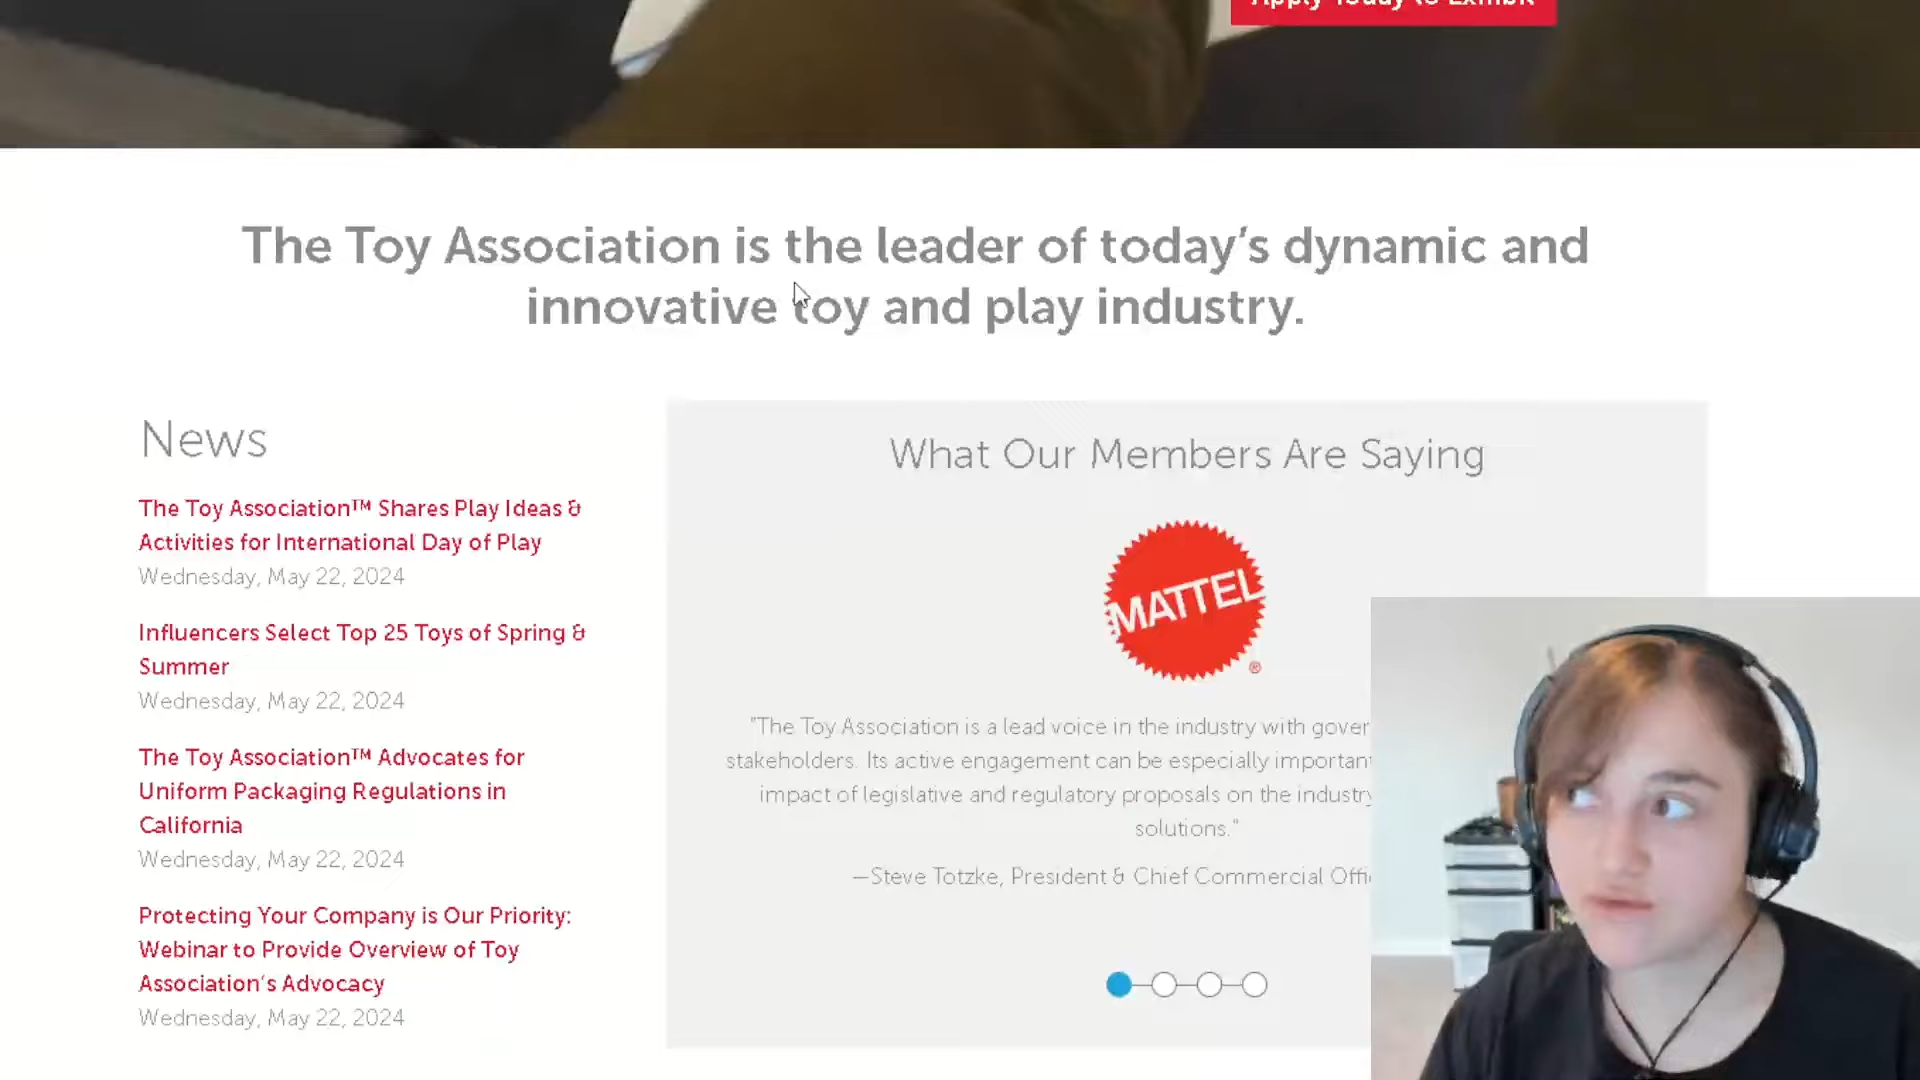 Apply Today to Exhibit
The Toy Association is the leader of today's dynamic and
innovative toy and play industry.
News
The Toy Association™ Shares Play Ideas &
Activities for International Day of Play
Wednesday, May 22, 2024
Influencers Select Top 25 Toys of Spring &
Summer
Wednesday, May 22, 2024
The Toy Association™ Advocates for
Uniform Packaging Regulations in
California
Wednesday, May 22, 2024
Protecting Your Company is Our Priority:
Webinar to Provide Overview of Toy
Association's Advocacy
Wednesday, May 22, 2024
What Our Members Are Saying
MATTEL
®
"The Toy Association is a lead voice in the industry with gover
stakeholders. Its active engagement can be especially important
impact of legislative and regulatory proposals on the industry
solutions."
—Steve Totzke, President & Chief Commercial Offi